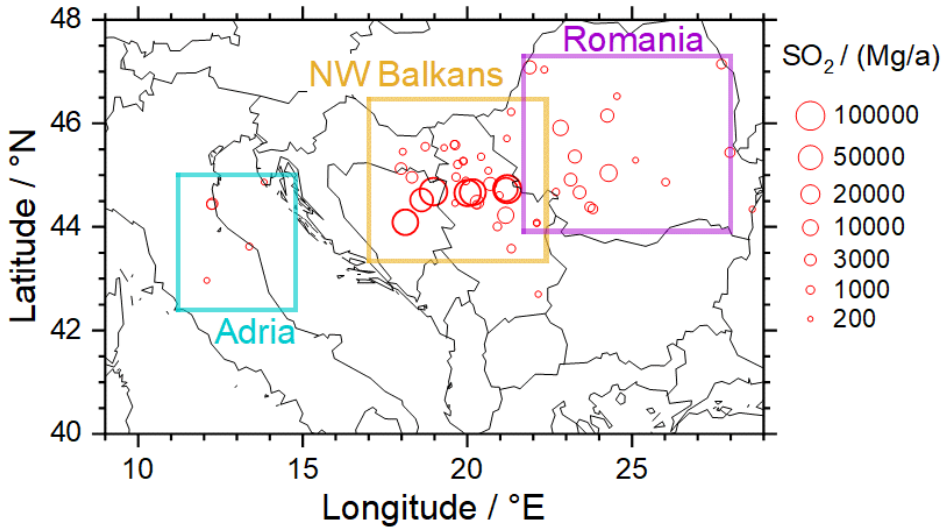 48
46
44
42
40
Latitude / °N
10
15
20
25
Longitude / °E
Romania
NW Balkans
Adria
SO₂ / (Mg/a)
100000
50000
20000
10000
3000
1000
200